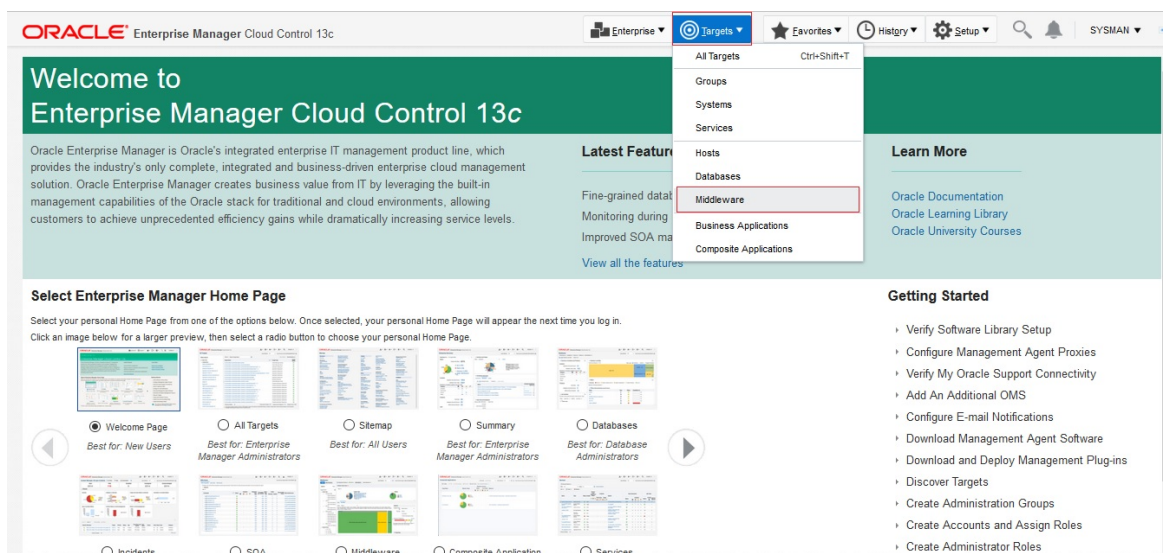 ORACLE Enterprise Manager Cloud Control 13c
Enterprise ▼
Targets ▼
Favorites ▼
History ▼
Setup ▼
SYSMAN ▼
All Targets Ctrl+Shift+T
Groups
Systems
Services
Hosts
Databases
Middleware
Business Applications
Composite Applications
Welcome to
Enterprise Manager Cloud Control 13c
Oracle Enterprise Manager is Oracle's integrated enterprise IT management product line, which
provides the industry's only complete, integrated and business-driven enterprise cloud management
solution. Oracle Enterprise Manager creates business value from IT by leveraging the built-in
management capabilities of the Oracle stack for traditional and cloud environments, allowing
customers to achieve unprecedented efficiency gains while dramatically increasing service levels.
Latest Featur
Fine-grained datab
Monitoring during
Improved SOA ma
View all the features
Learn More
Oracle Documentation
Oracle Learning Library
Oracle University Courses
Select Enterprise Manager Home Page
Select your personal Home Page from one of the options below. Once selected, your personal Home Page will appear the next time you log in.
Click an image below for a larger preview, then select a radio button to choose your personal Home Page.
Welcome Page
Best for: New Users
All Targets
Best for: Enterprise
Manager Administrators
Sitemap
Best for: All Users
Summary
Best for: Enterprise
Manager Administrators
Databases
Best for: Database
Administrators
Incidents
SOA
Middleware
Composite Application
Services
Getting Started
Verify Software Library Setup
Configure Management Agent Proxies
Verify My Oracle Support Connectivity
Add An Additional OMS
Configure E-mail Notifications
Download Management Agent Software
Download and Deploy Management Plug-ins
Discover Targets
Create Administration Groups
Create Accounts and Assign Roles
Create Administrator Roles